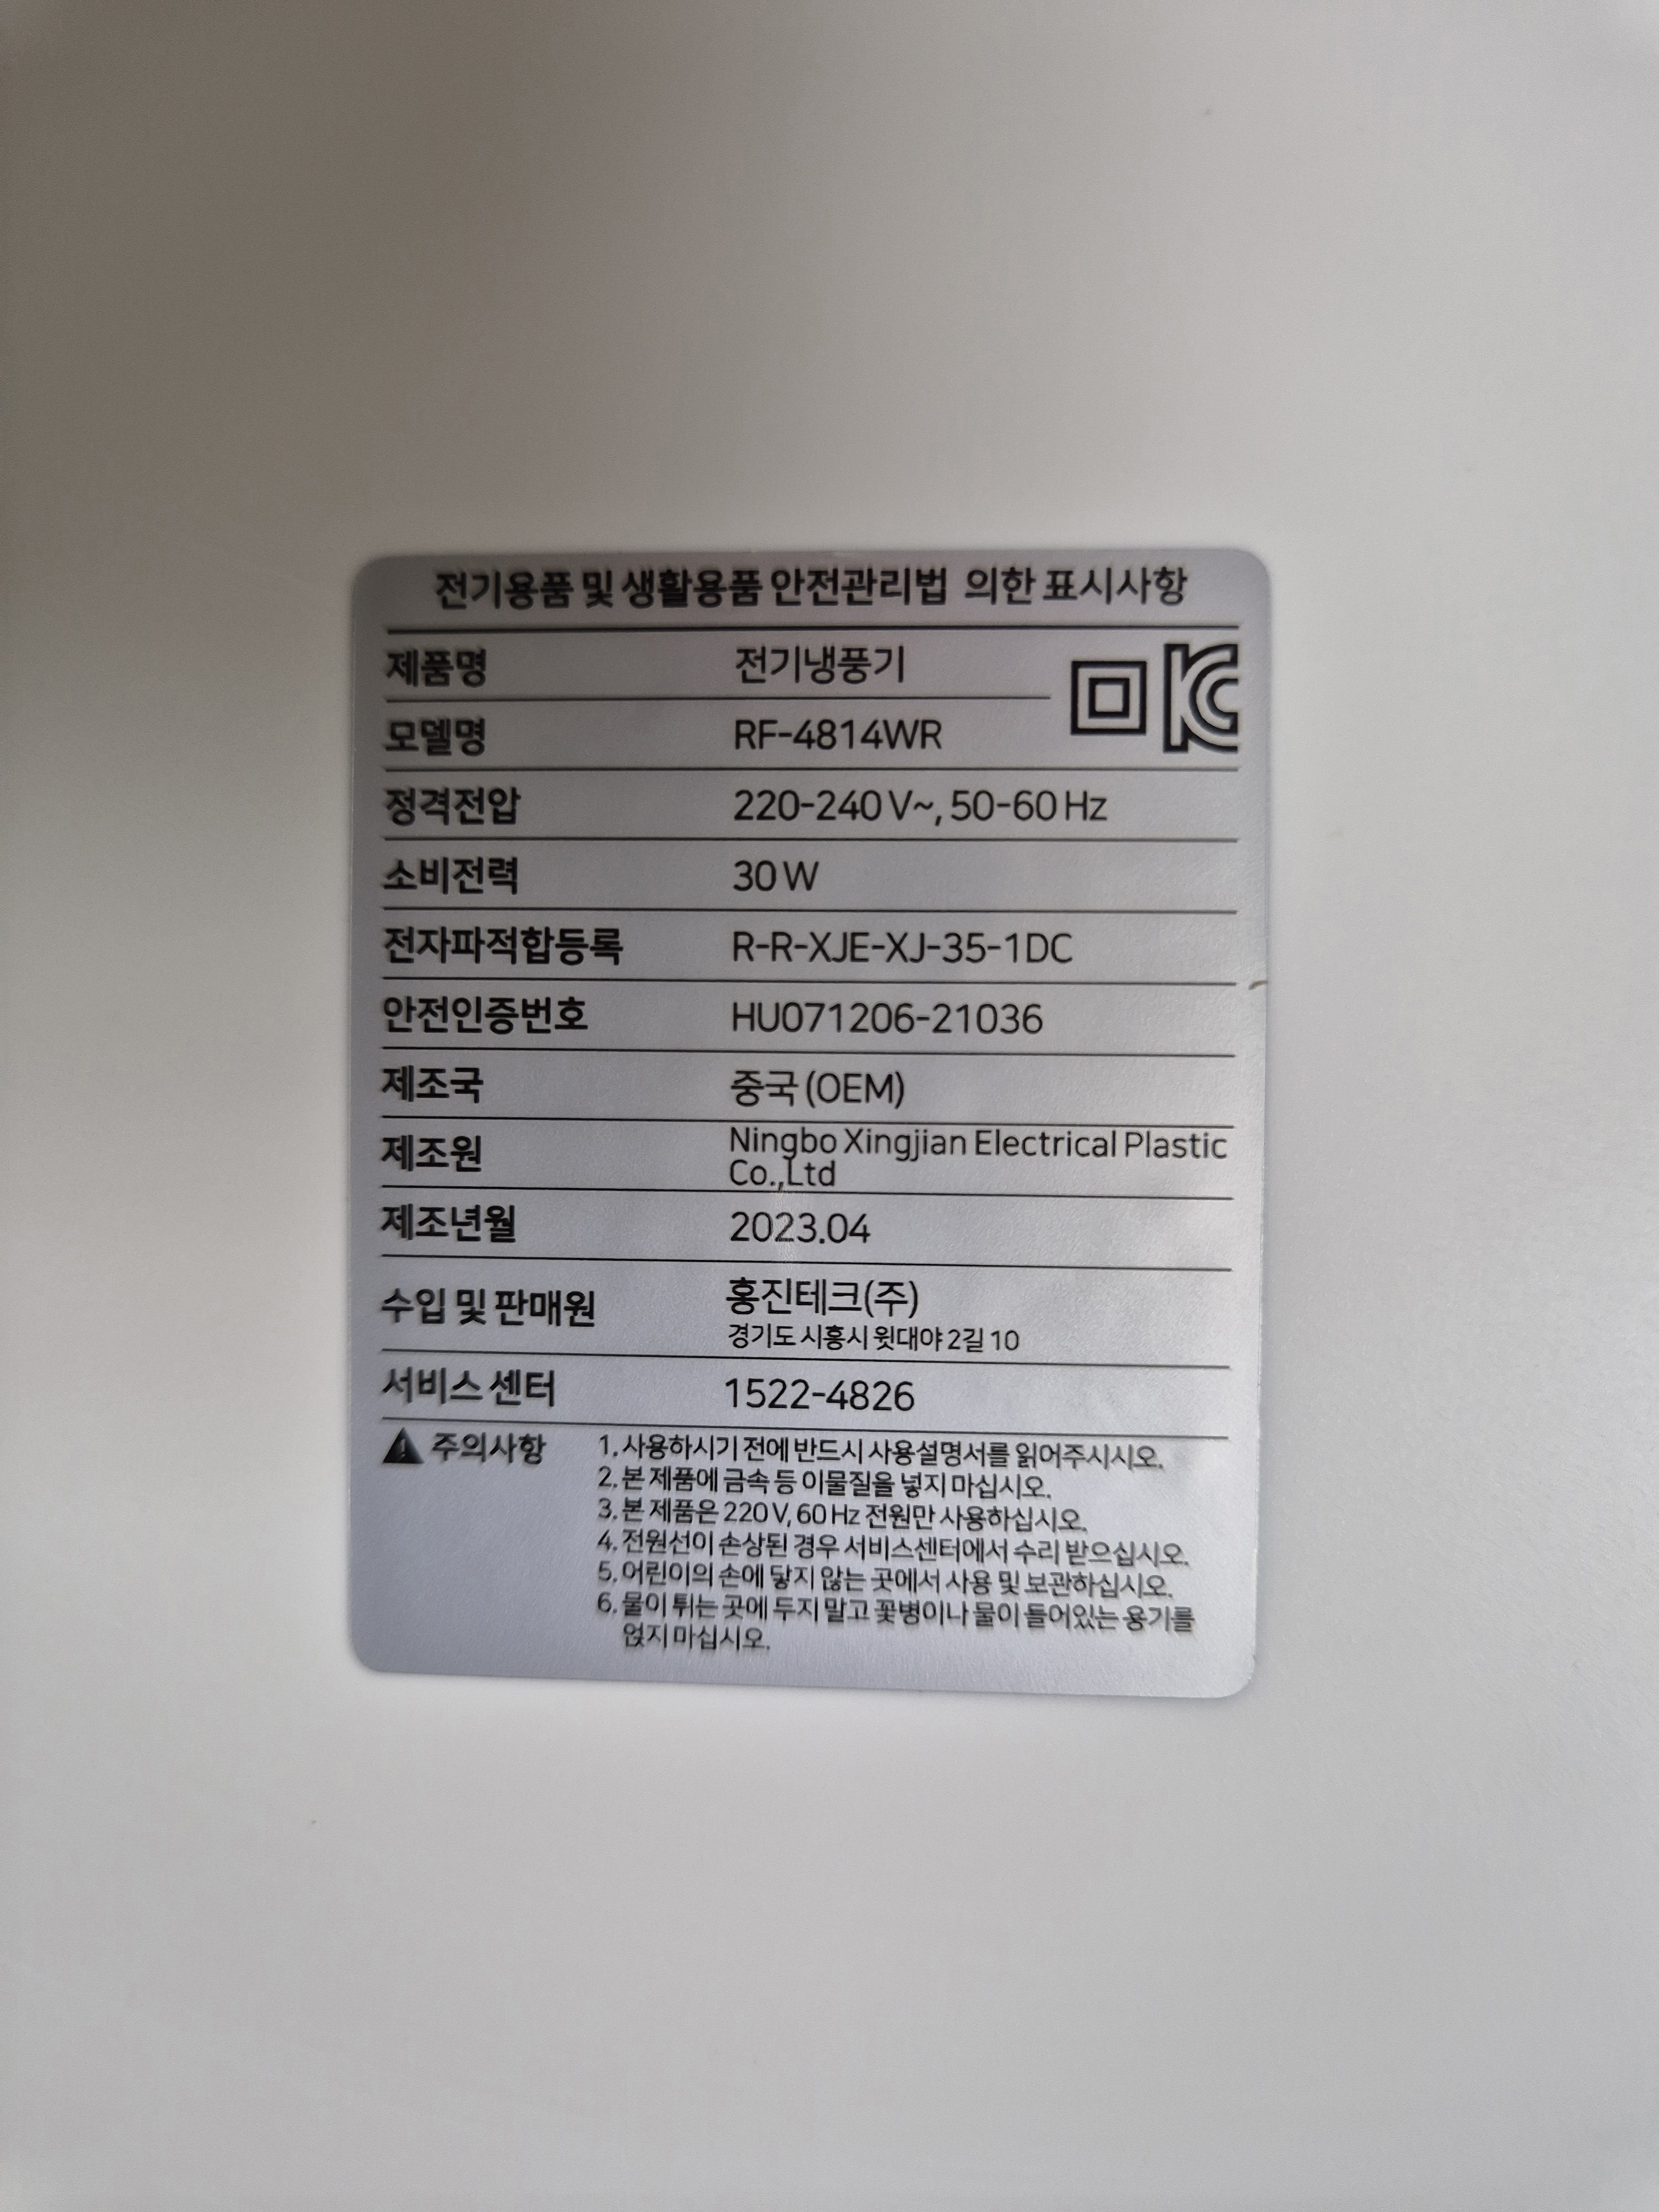 전기용품 및 생활용품 안전관리법 의한 표시사항
제품명 전기냉풍기
모델명 RF-4814WR
정격전압 220-240V~, 50-60Hz
소비전력 30W
전자파적합등록 R-R-XJE-XJ-35-1DC
안전인증번호 HU071206-21036
제조국 중국(OEM)
제조원 Ningbo Xingjian Electrical Plastic
Co.,Ltd
제조년월 2023.04
수입 및 판매원 홍진테크(주)
경기도 시흥시 윗대야2길 10
서비스 센터 1522-4826
주의사항 1. 사용하시기 전에 반드시 사용설명서를 읽어주시시오.
2. 본 제품에 금속 등 이물질을 넣지 마십시오.
3. 본 제품은 220V, 60Hz 전원만 사용하십시오.
4. 전원선이 손상된 경우 서비스센터에서 수리 받으십시오.
5. 어린이의 손에 닿지 않는 곳에서 사용 및 보관하십시오.
6. 물이 튀는 곳에 두지 말고 꽃병이나 물이 들어있는 용기를
얹지 마십시오.